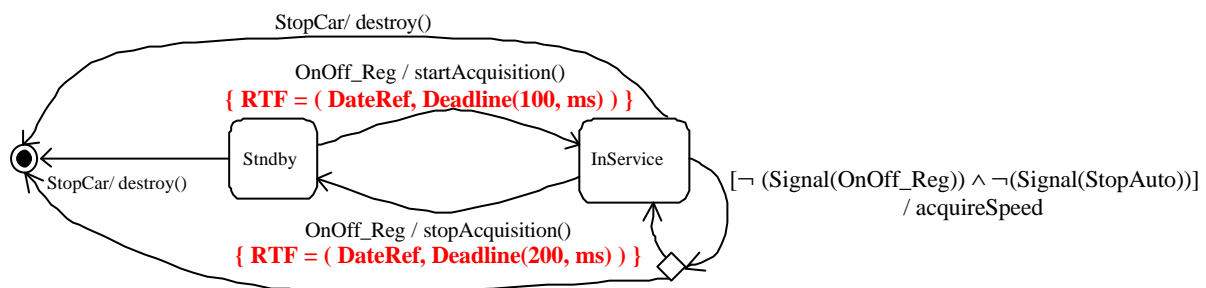 StopCar/ destroy()
OnOff_Reg / startAcquisition()
{ RTF = ( DateRef, Deadline(100, ms) ) }
Stndby
InService
StopCar/ destroy()
[¬ (Signal(OnOff_Reg)) ∧ ¬(Signal(StopAuto))]
/ acquireSpeed
OnOff_Reg / stopAcquisition()
{ RTF = ( DateRef, Deadline(200, ms) ) }